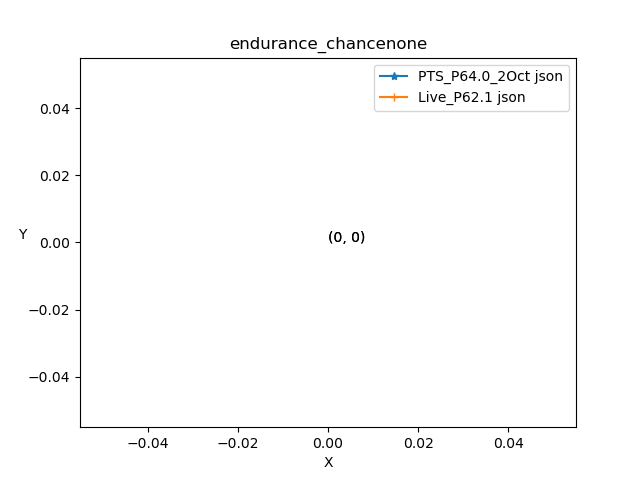 endurance_chancenone
PTS_P64.0_2Oct json
Live_P62.1 json
0.04
0.02
Y
0.00
(0, 0)
−0.02
−0.04
−0.04
−0.02
0.00
0.02
0.04
X